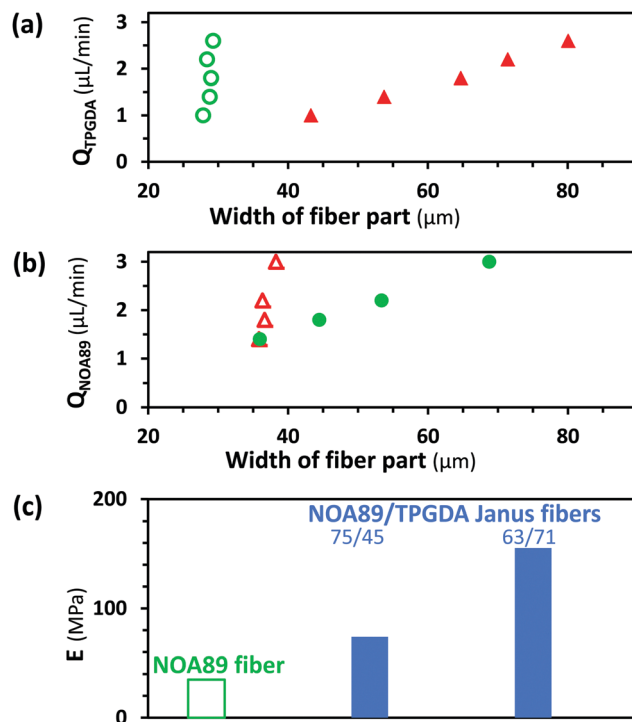 (a)
3
2
1
0
Q_TPGDA (µL/min)
20 40 60 80
Width of fiber part (µm)
(b)
3
2
1
0
Q_NOA89 (µL/min)
20 40 60 80
Width of fiber part (µm)
(c)
200
100
0
E (MPa)
NOA89/TPGDA Janus fibers
75/45 63/71
NOA89 fiber